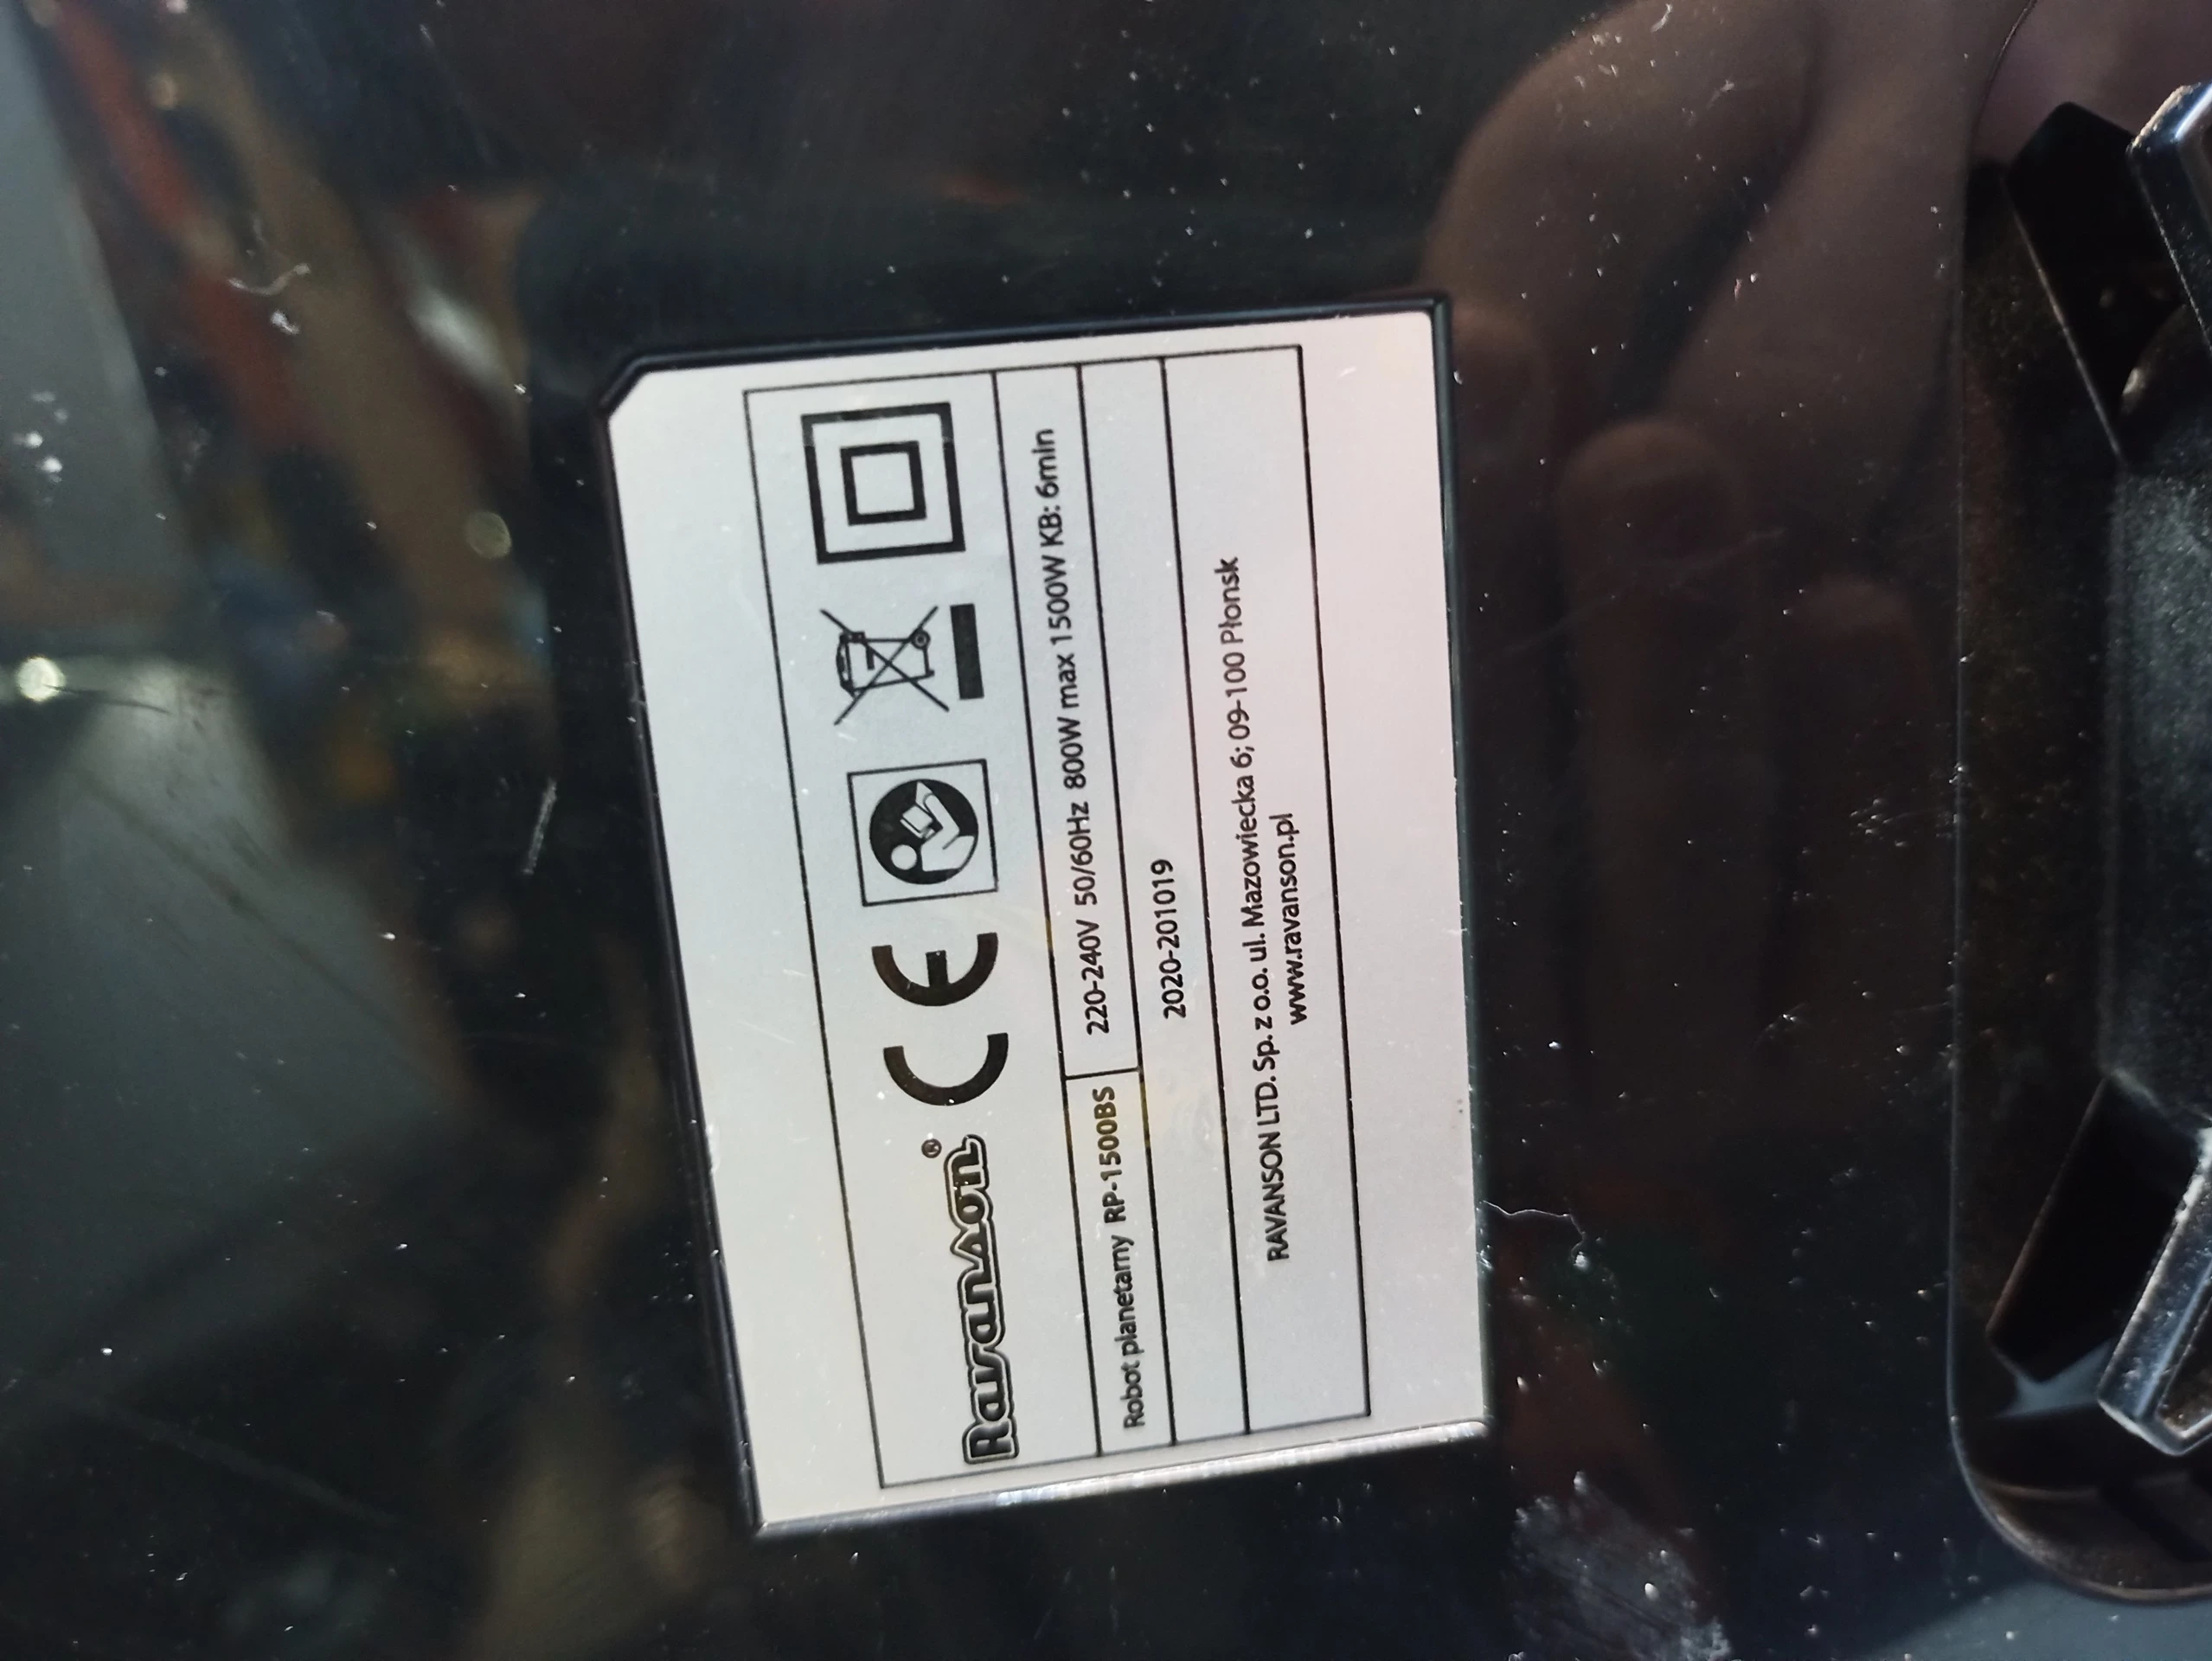 Ravanson®
CE
Robot planetarny RP-1500BS
220-240V 50/60Hz 800W max 1500W KB: 6min
2020-201019
RAVANSON LTD. Sp. z o.o. ul. Mazowiecka 6; 09-100 Płonsk
www.ravanson.pl